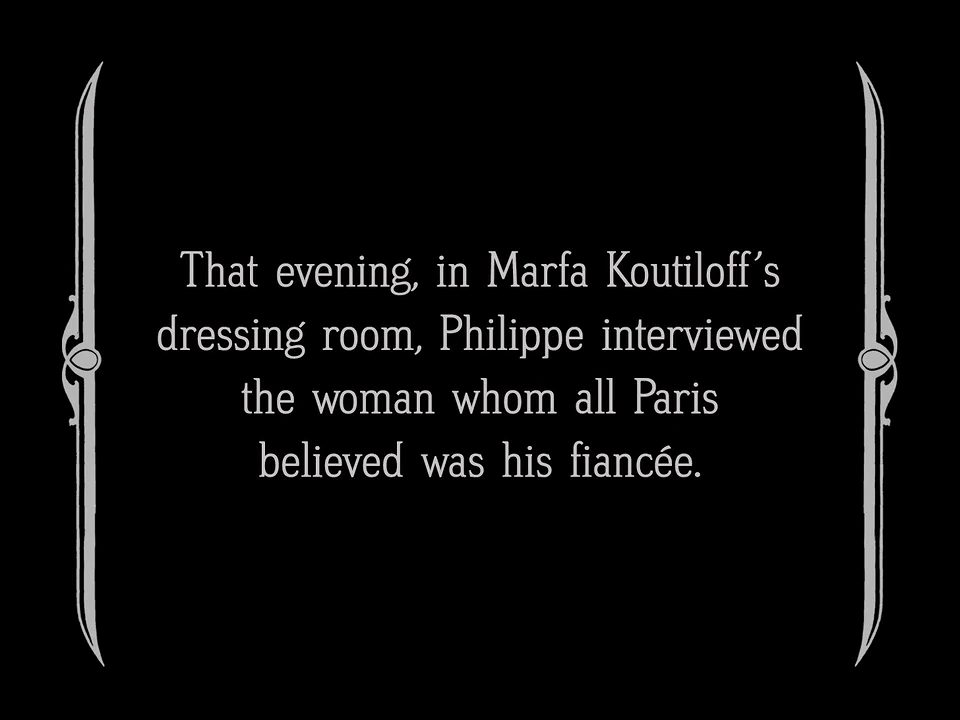 That evening, in Marfa Koutiloff's
dressing room, Philippe interviewed
the woman whom all Paris
believed was his fiancée.